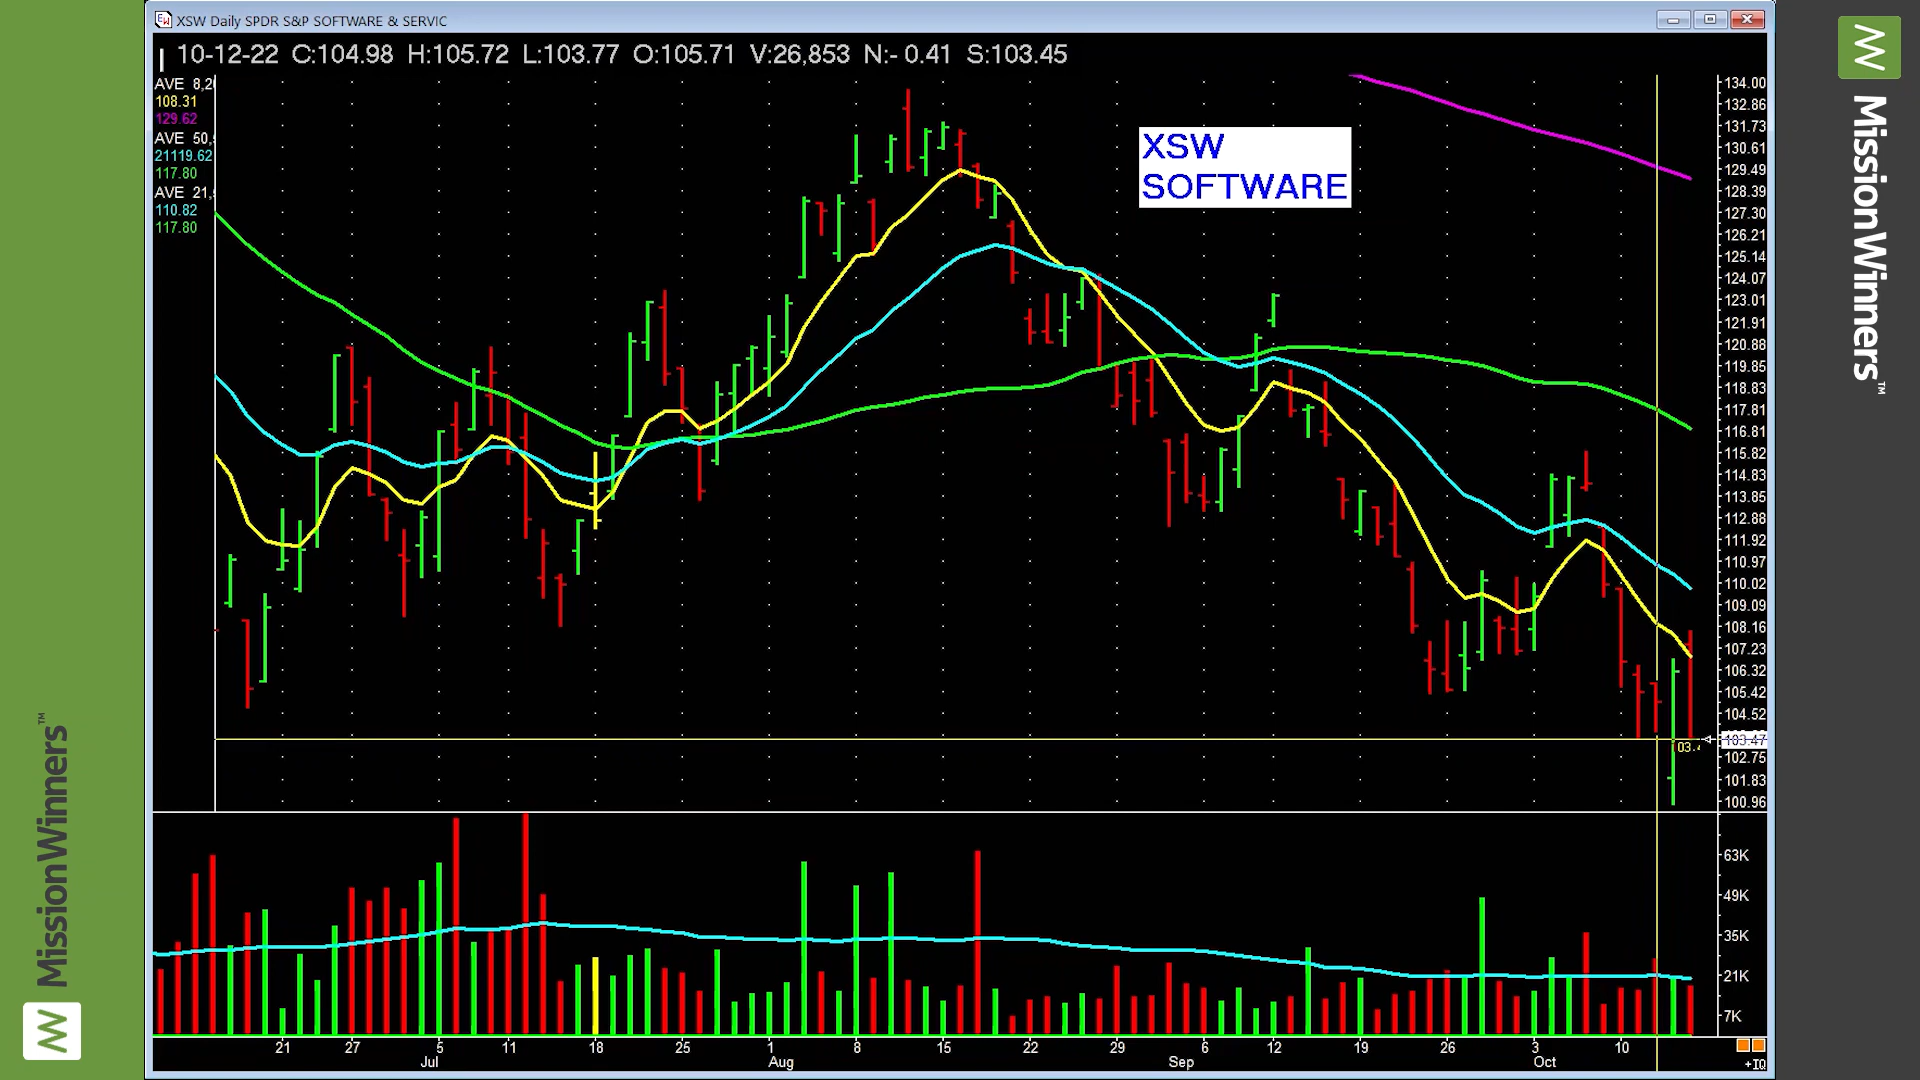 XSW Daily SPDR S&P SOFTWARE & SERVIC
10-12-22 C:104.98 H:105.72 L:103.77 O:105.71 V:26,853 N:- 0.41 S:103.45
AVE 8,20
108.31
129.62
AVE 50,
21119.62
117.80
AVE 21,
110.82
117.80
XSW
SOFTWARE
134.00
132.86
131.73
130.61
129.49
128.39
127.30
126.21
125.14
124.07
123.01
121.91
120.88
119.85
118.83
117.81
116.81
115.82
114.83
113.85
112.88
111.92
110.97
110.02
109.09
108.16
107.23
106.32
105.42
104.52
103.47
102.75
101.83
100.96
63K
49K
35K
21K
7K
21 27 5 11 18 25 1 8 15 22 29 6 12 19 26 3 10
Jul Aug Sep Oct
+IQ
MissionWinners™
MissionWinners™